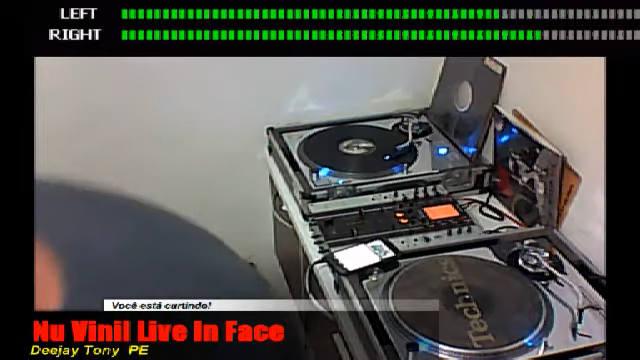 LEFT
RIGHT
Technics
Você está curtindo!
Nu Vinil Live In Face
Deejay Tony PE